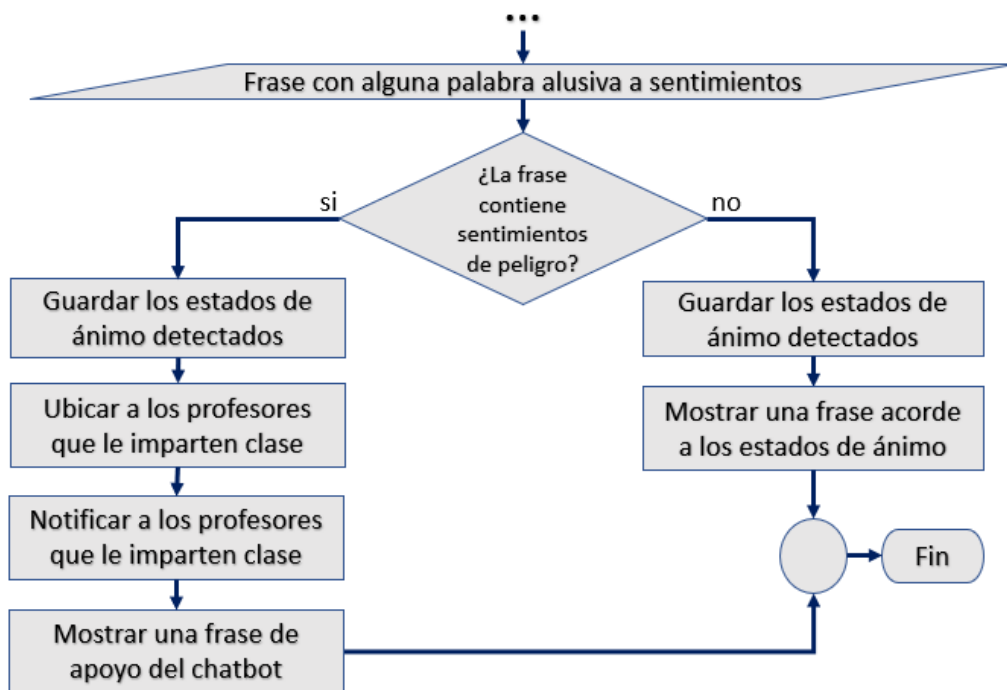 ...
Frase con alguna palabra alusiva a sentimientos
¿La frase
contiene
sentimientos
de peligro?
si
no
Guardar los estados de
ánimo detectados
Ubicar a los profesores
que le imparten clase
Notificar a los profesores
que le imparten clase
Mostrar una frase de
apoyo del chatbot
Guardar los estados de
ánimo detectados
Mostrar una frase acorde
a los estados de ánimo
Fin